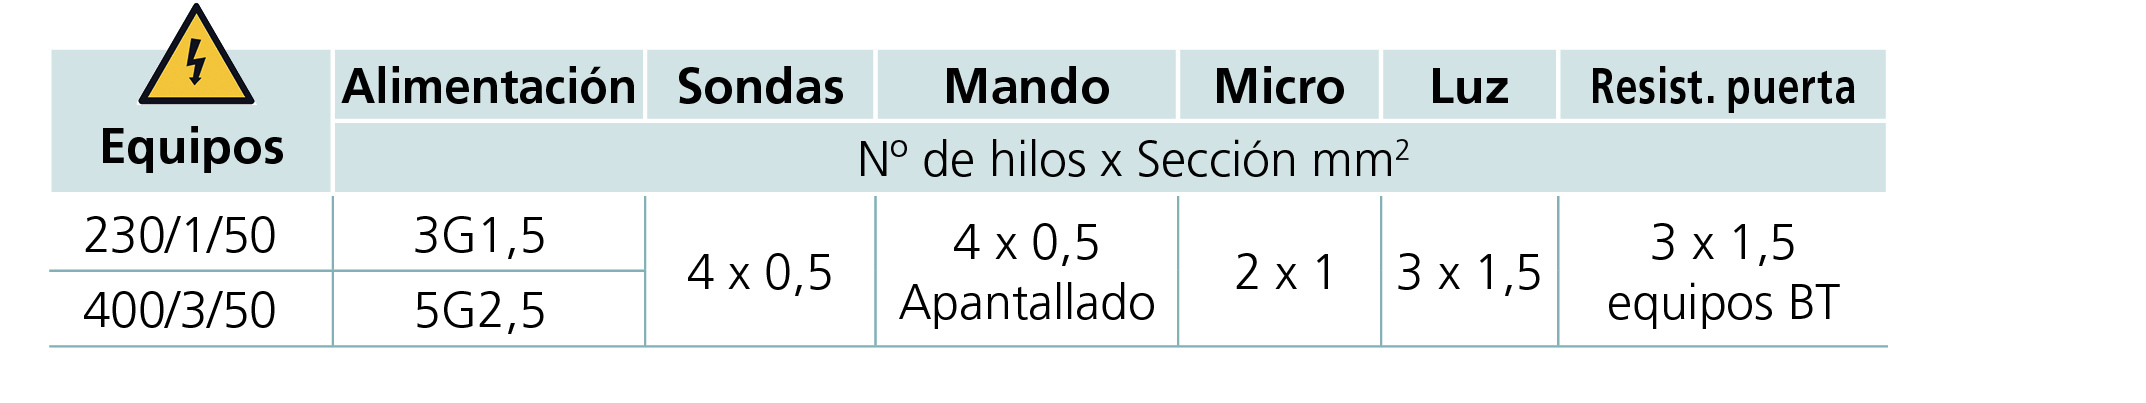 Equipos
Alimentación Sondas Mando Micro Luz Resist. puerta
Nº de hilos x Sección mm²
230/1/50 3G1,5
400/3/50 5G2,5
4 x 0,5
4 x 0,5
Apantallado
2 x 1
3 x 1,5
3 x 1,5
equipos BT